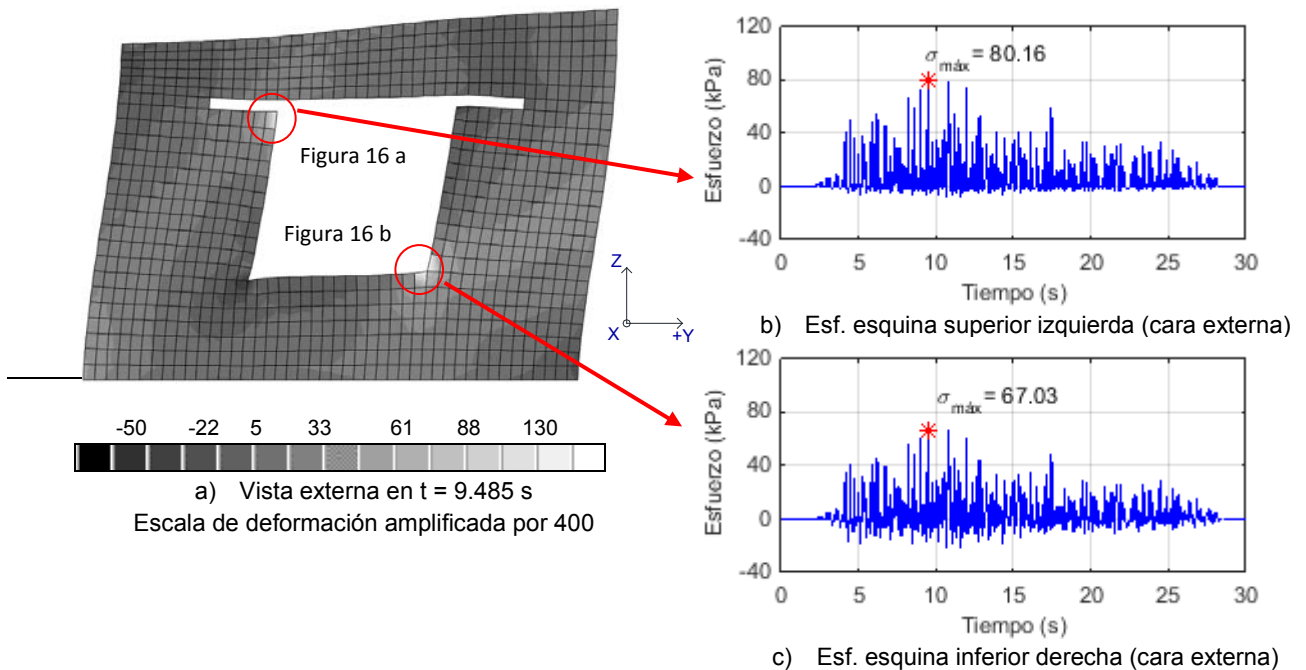 Figura 16 a
Figura 16 b
Z
X
+Y
-50 -22 5 33 61 88 130
a) Vista externa en t = 9.485 s
Escala de deformación amplificada por 400
120
80
40
0
-40
Esfuerzo (kPa)
σmáx = 80.16
0 5 10 15 20 25 30
Tiempo (s)
b) Esf. esquina superior izquierda (cara externa)
120
80
40
0
-40
Esfuerzo (kPa)
σmáx = 67.03
0 5 10 15 20 25 30
Tiempo (s)
c) Esf. esquina inferior derecha (cara externa)